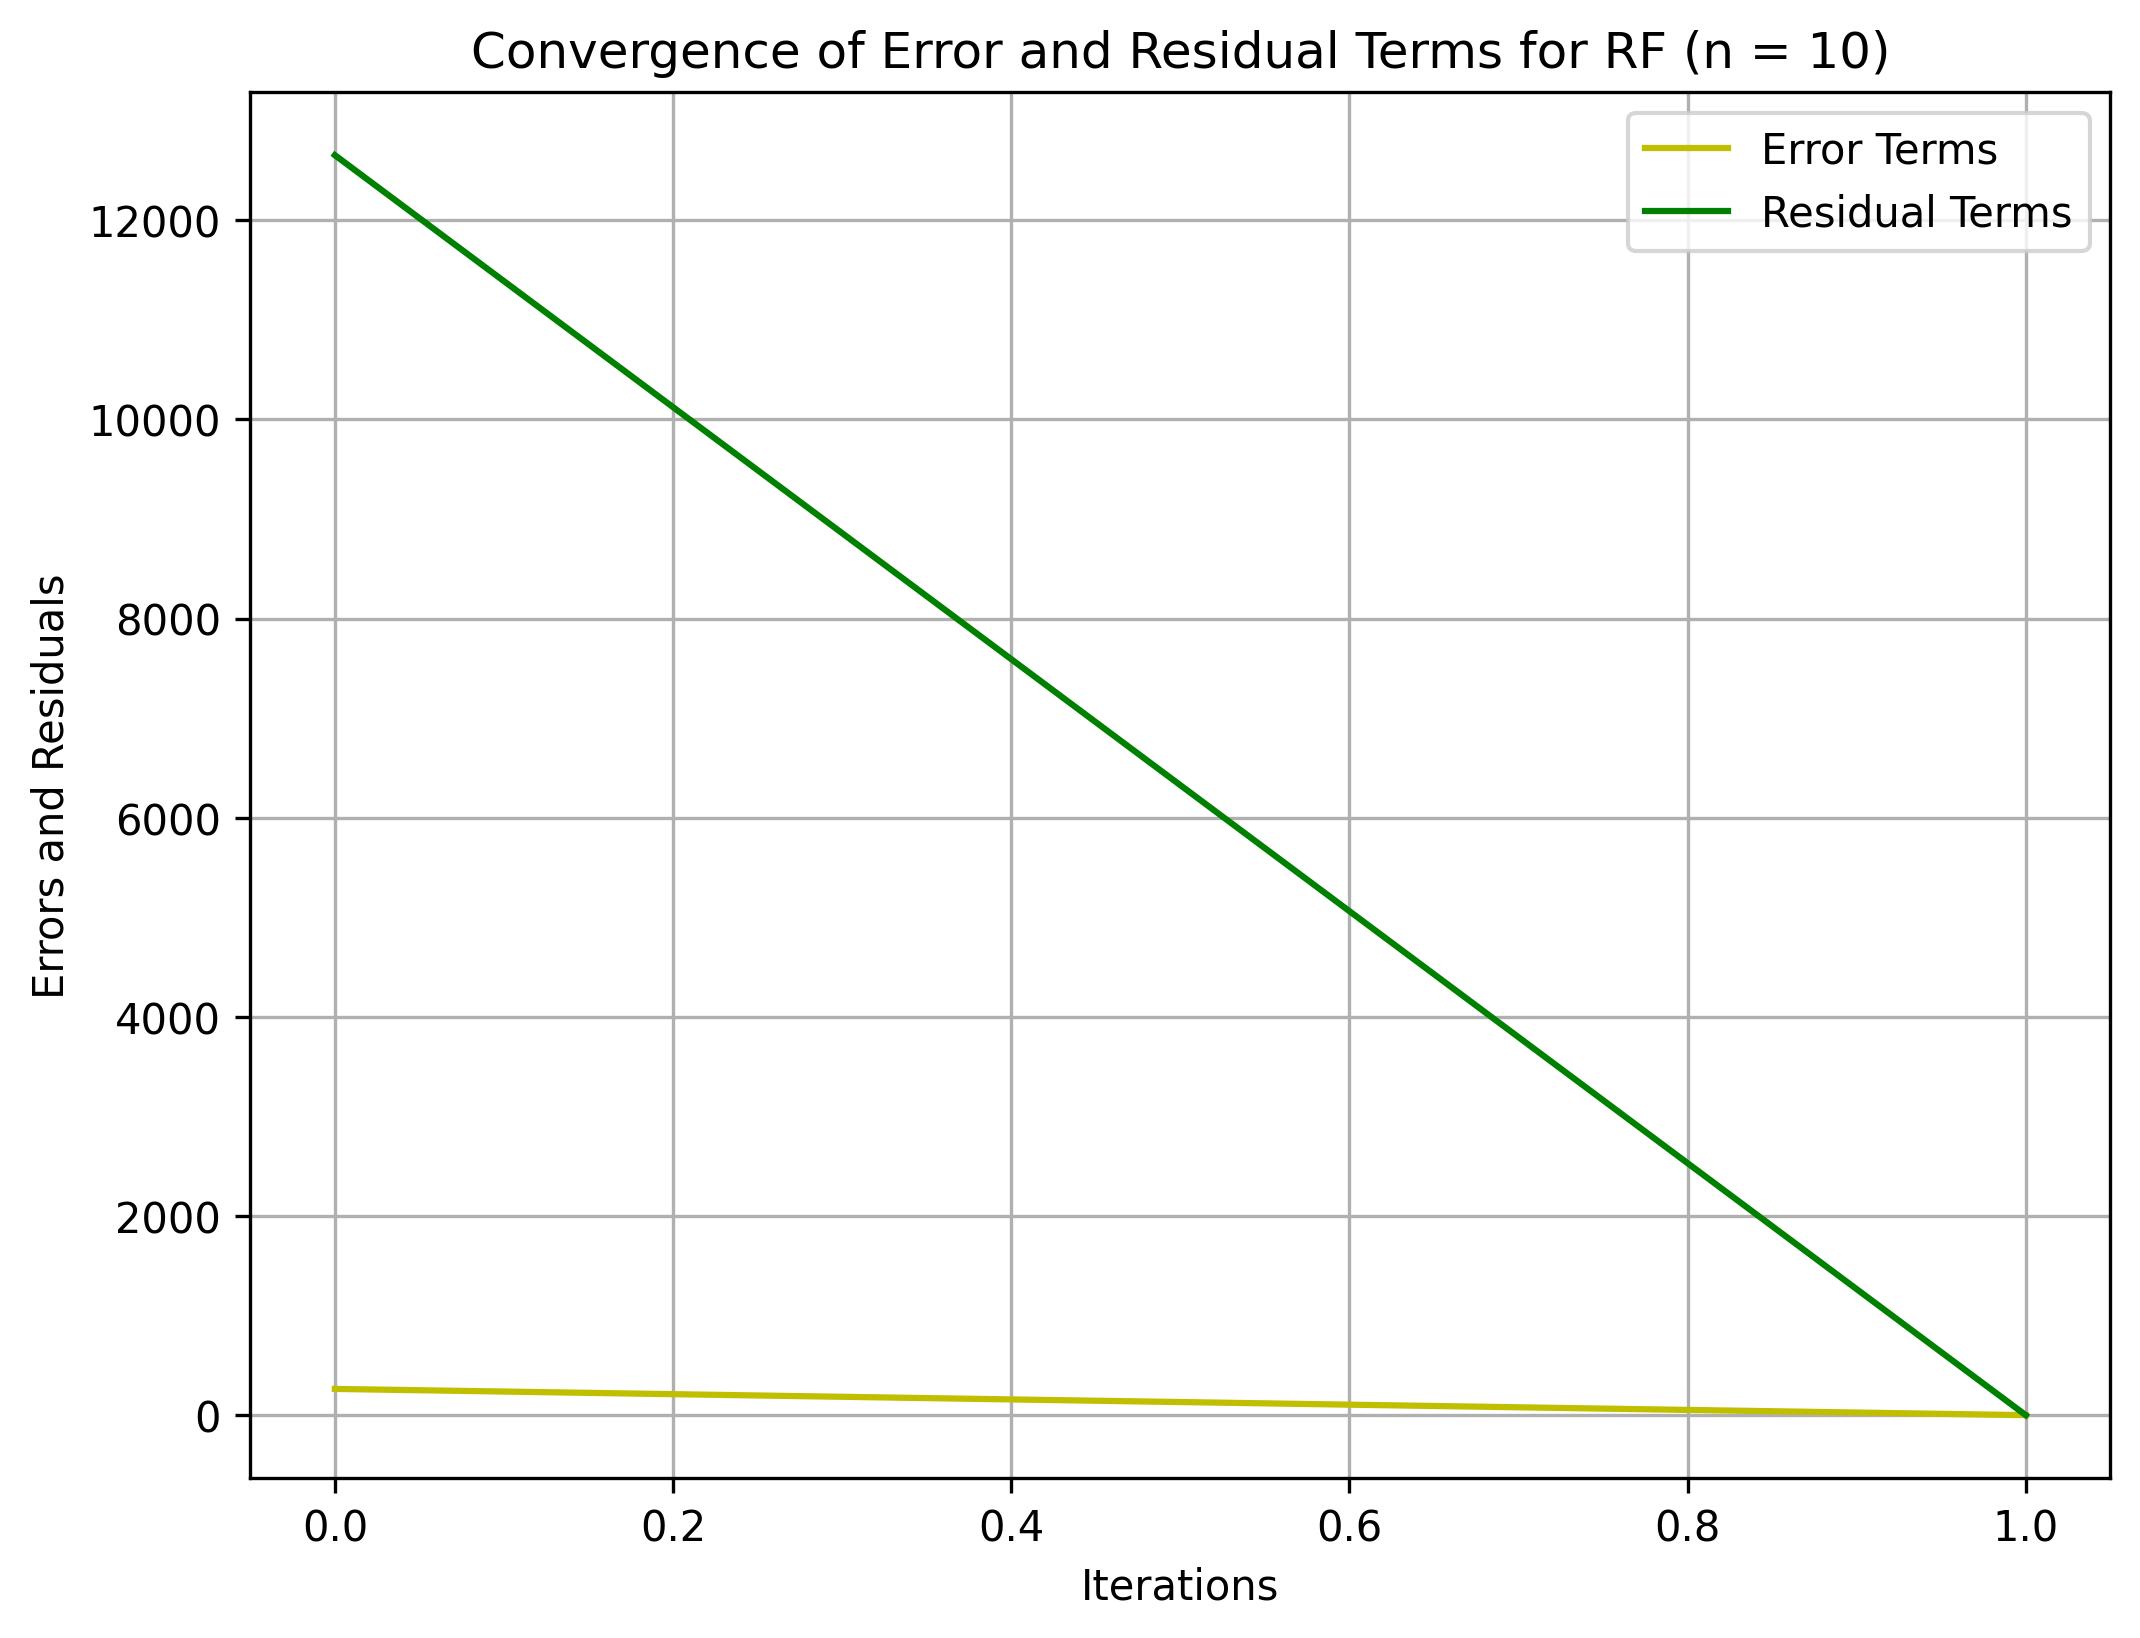 Convergence of Error and Residual Terms for RF (n = 10)
Error Terms
Residual Terms
12000
10000
8000
6000
4000
2000
0
Errors and Residuals
0.0 0.2 0.4 0.6 0.8 1.0
Iterations